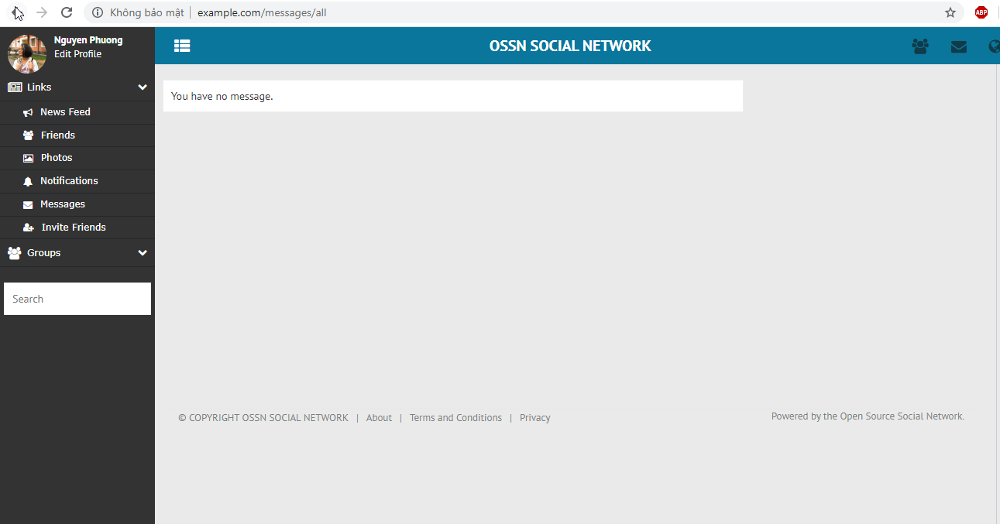 Không bảo mật | example.com/messages/all
ABP
Nguyen Phuong
Edit Profile
Links
News Feed
Friends
Photos
Notifications
Messages
Invite Friends
Groups
Search
OSSN SOCIAL NETWORK
You have no message.
© COPYRIGHT OSSN SOCIAL NETWORK | About | Terms and Conditions | Privacy
Powered by the Open Source Social Network.